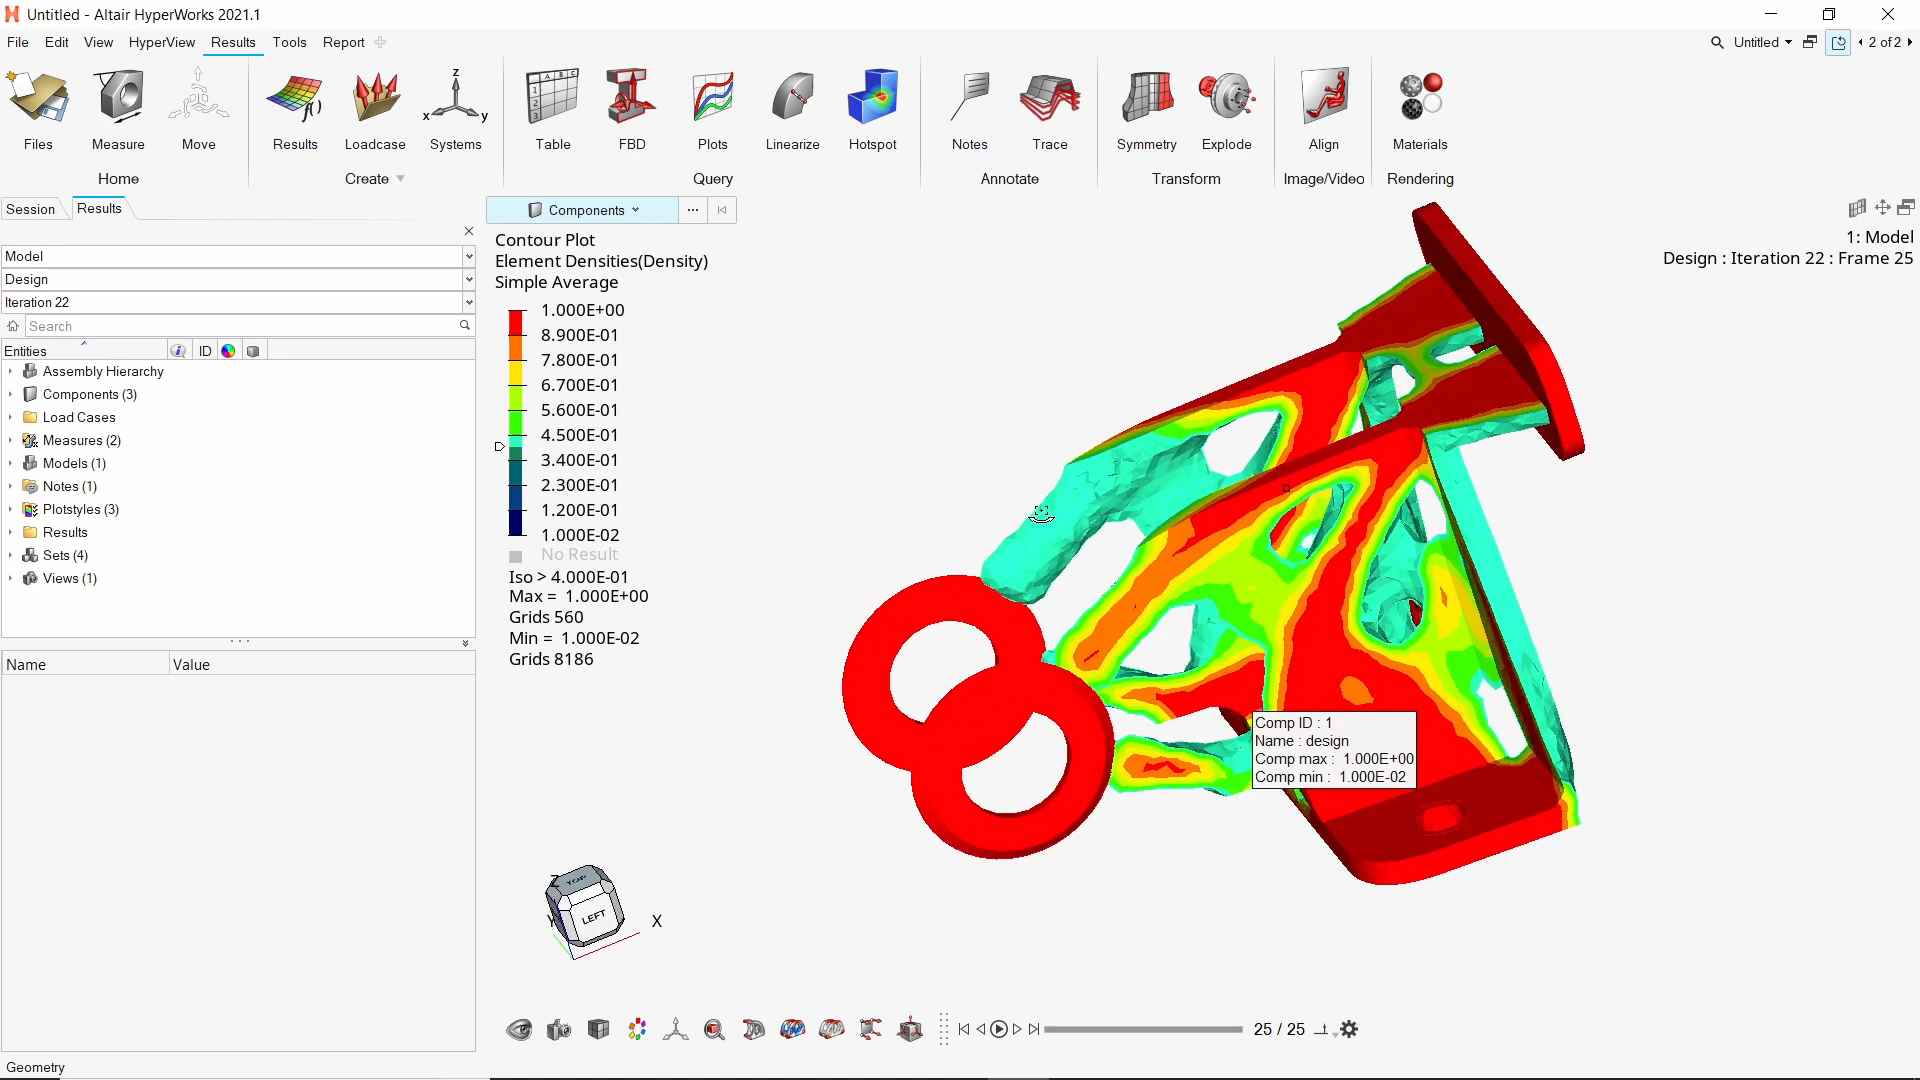 Untitled - Altair HyperWorks 2021.1
File Edit View HyperView Results Tools Report
Untitled 2 of 2
Files Measure Move Results Loadcase Systems Table FBD Plots Linearize Hotspot Notes Trace Symmetry Explode Align Materials
Home Create Query Annotate Transform Image/Video Rendering
Session Results
Components
Model
Design
Iteration 22
Search
Entities ID
Assembly Hierarchy
Components (3)
Load Cases
Measures (2)
Models (1)
Notes (1)
Plotstyles (3)
Results
Sets (4)
Views (1)
Name Value
Contour Plot
Element Densities(Density)
Simple Average
1.000E+00
8.900E-01
7.800E-01
6.700E-01
5.600E-01
4.500E-01
3.400E-01
2.300E-01
1.200E-01
1.000E-02
No Result
Iso > 4.000E-01
Max = 1.000E+00
Grids 560
Min = 1.000E-02
Grids 8186
1: Model
Design : Iteration 22 : Frame 25
Comp ID : 1
Name : design
Comp max : 1.000E+00
Comp min : 1.000E-02
Z
TOP
LEFT
Y
X
25 / 25
Geometry